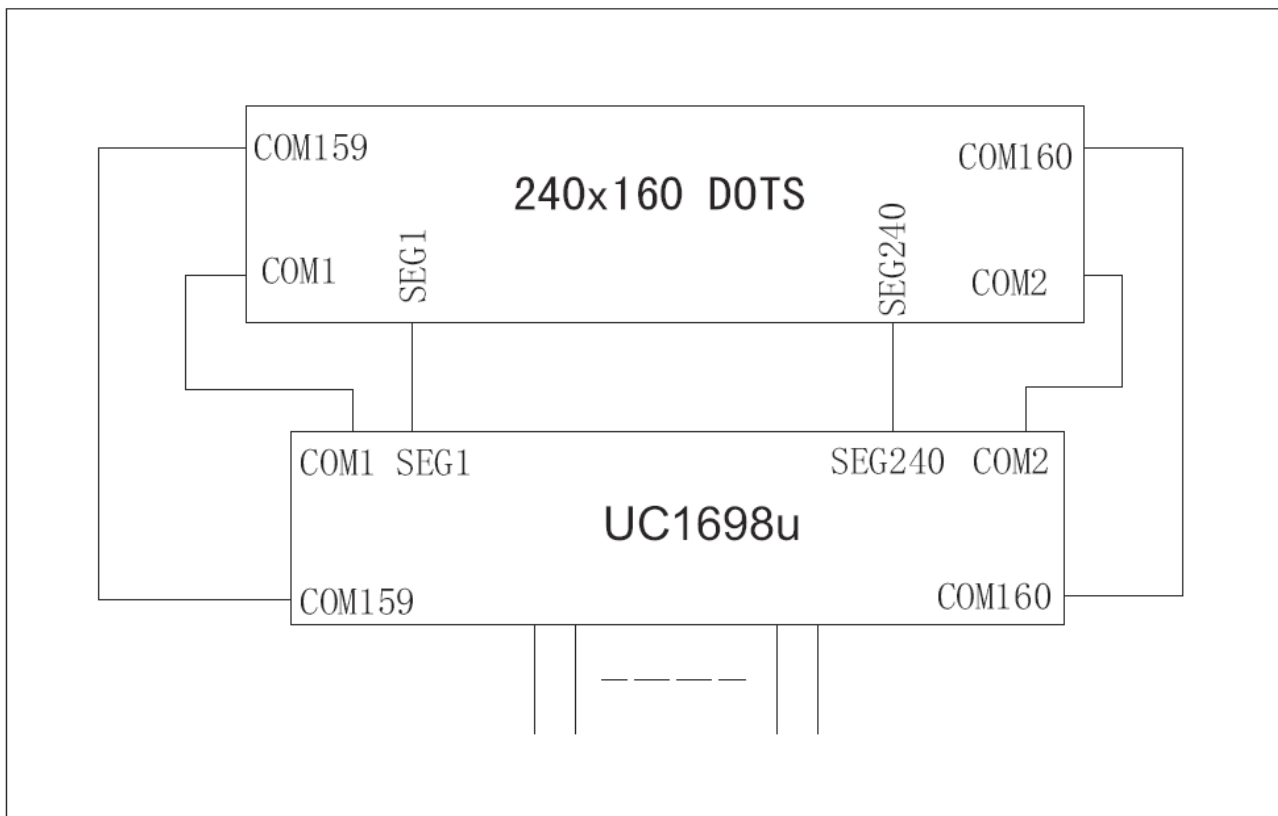 COM159
COM160
240x160 DOTS
COM1
SEG1
SEG240
COM2
COM1 SEG1
SEG240 COM2
UC1698u
COM159
COM160